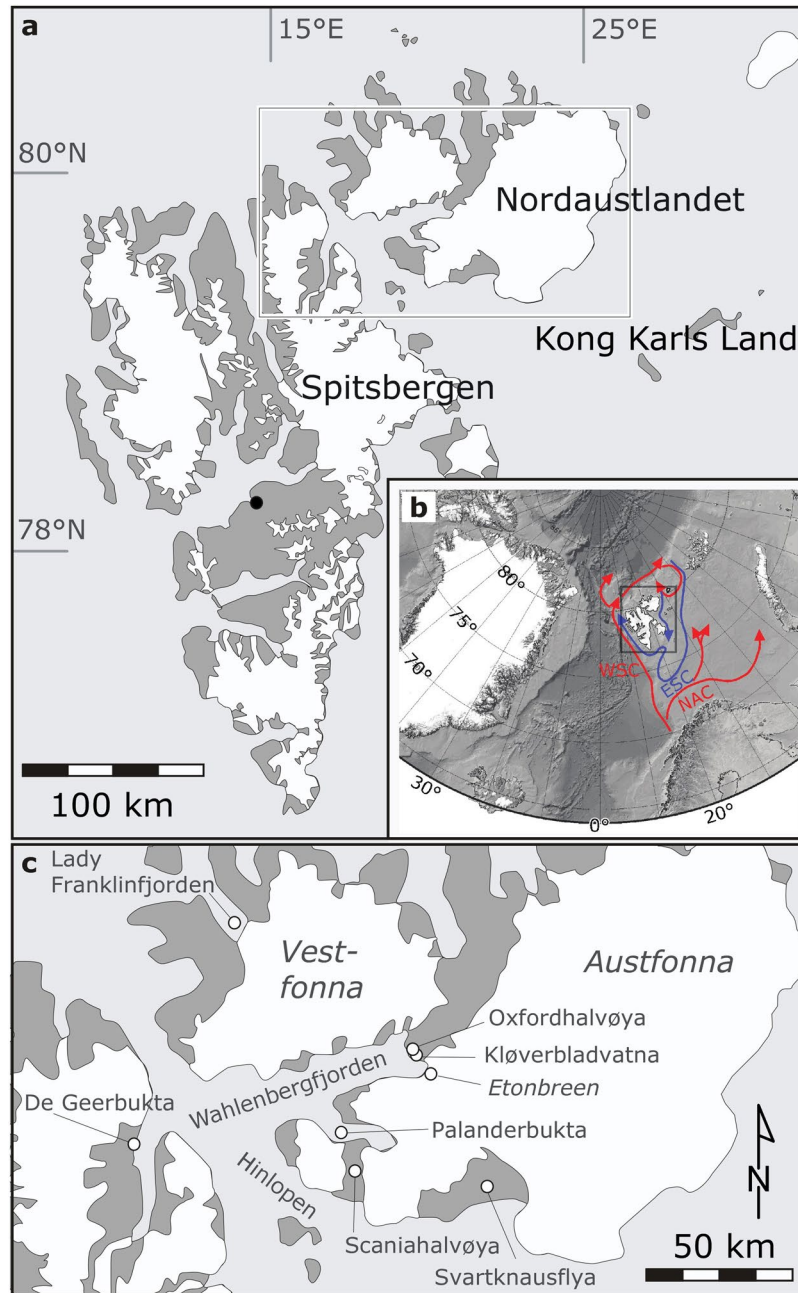 a
15°E
25°E
80°N
Nordaustlandet
Kong Karls Land
Spitsbergen
78°N
100 km
b
80°
75°
70°
WSC
ESC
NAC
30°
0°
20°
c
Lady
Franklinfjorden
Vest-
fonna
Austfonna
Oxfordhalvøya
Kløverbladvatna
Wahlenbergfjorden
Etonbreen
De Geerbukta
Palanderbukta
Hinlopen
N
Scaniahalvøya
Svartknausflya
50 km